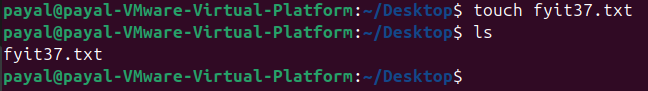 payal@payal-VMware-Virtual-Platform:~/Desktop$ touch fyit37.txt
payal@payal-VMware-Virtual-Platform:~/Desktop$ ls
fyit37.txt
payal@payal-VMware-Virtual-Platform:~/Desktop$